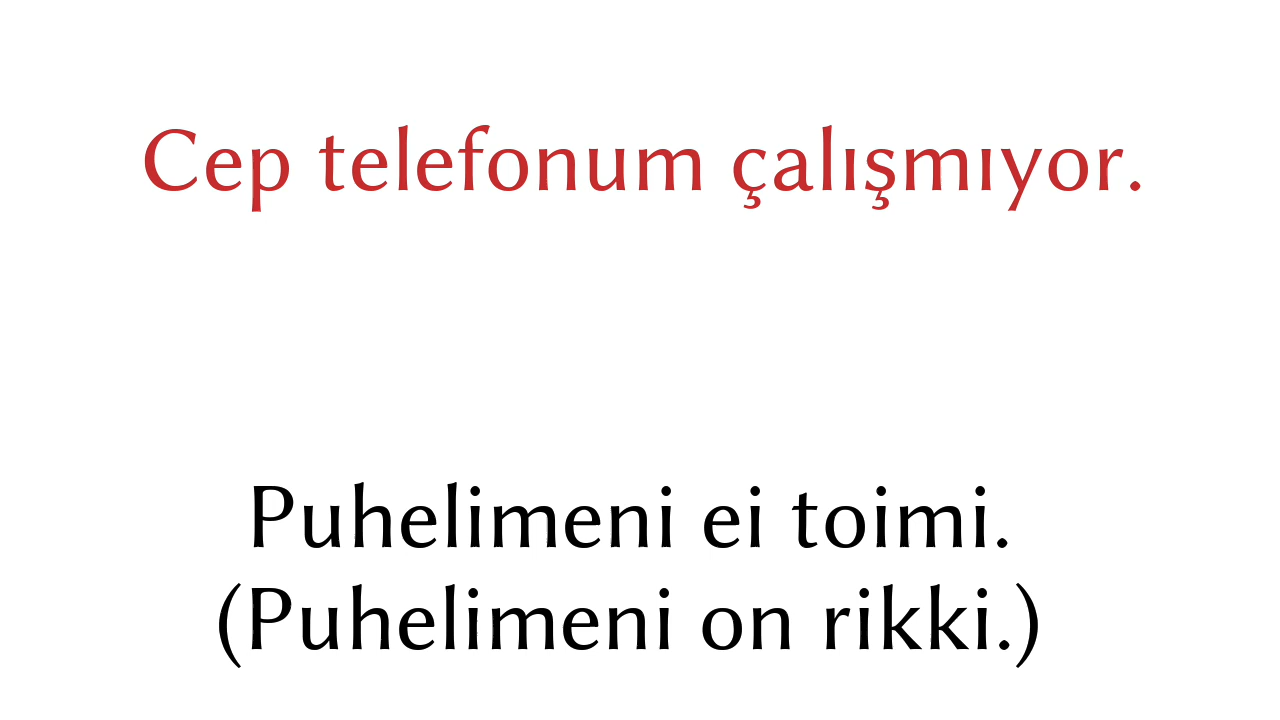 Cep telefonum çalışmıyor.
Puhelimeni ei toimi.
(Puhelimeni on rikki.)